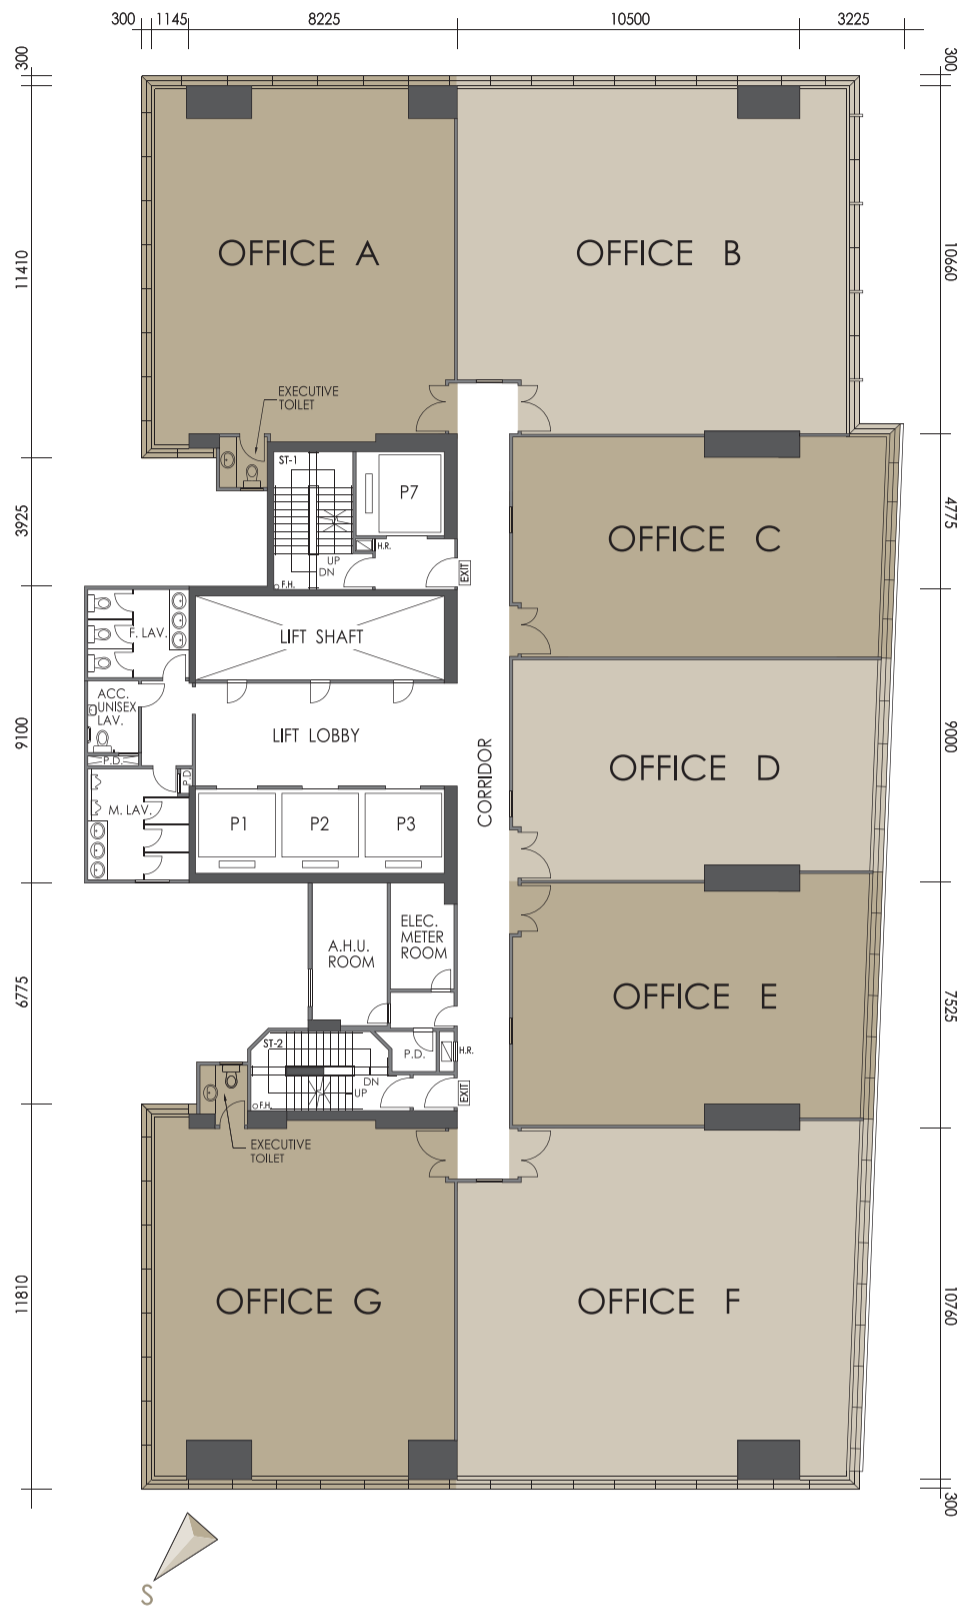 300 1145 8225 10500 3225
300
300
11410
10660
OFFICE A
OFFICE B
EXECUTIVE
TOILET
ST-1
P7
3925
4775
UP
DN
H.R.
F.H.
EXIT
OFFICE C
F. LAV.
LIFT SHAFT
ACC.
UNISEX
LAV.
P.D.
LIFT LOBBY
9100
9000
CORRIDOR
OFFICE D
P.D.
M. LAV.
P1
P2
P3
A.H.U.
ROOM
ELEC.
METER
ROOM
OFFICE E
6775
7525
ST-2
P.D.
H.R.
DN
UP
F.H.
EXIT
EXECUTIVE
TOILET
OFFICE G
OFFICE F
11810
10760
300
S